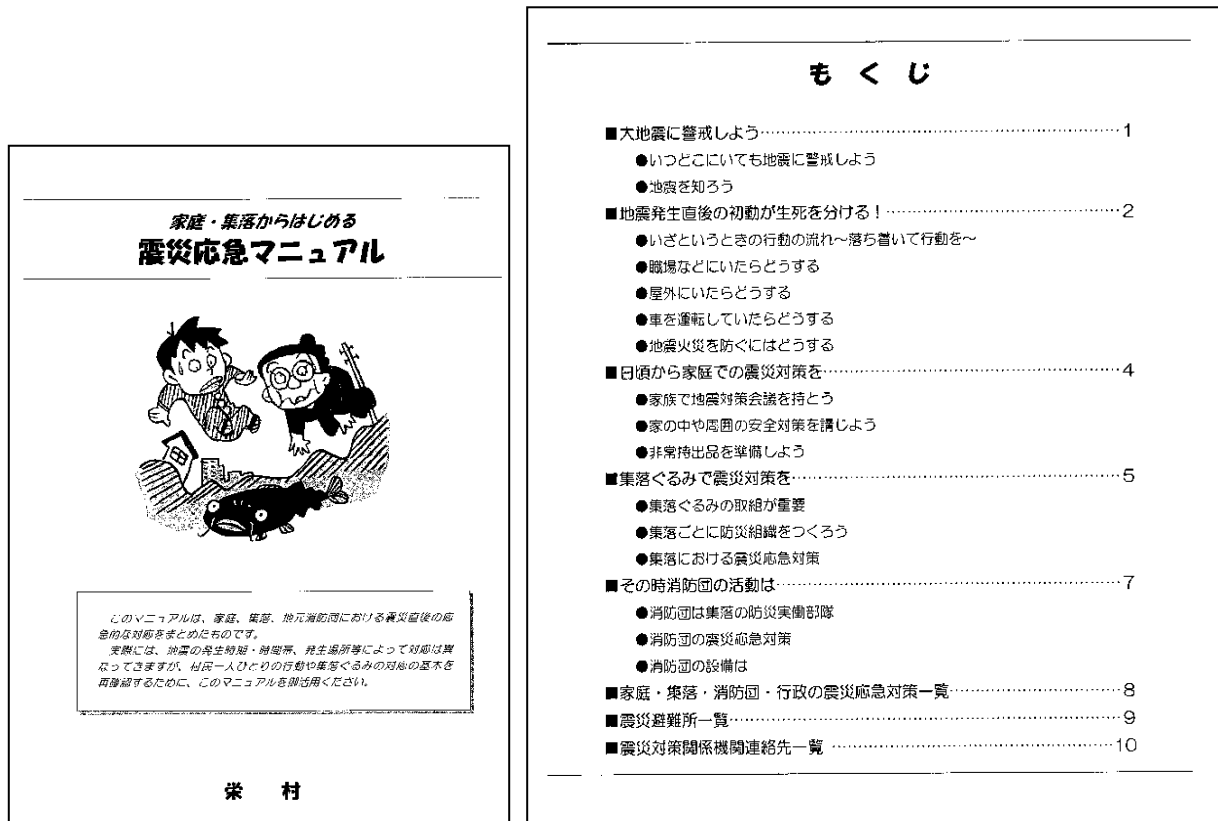 家庭・集落からはじめる
震災応急マニュアル
このマニュアルは、家庭、集落、地元消防団における震災直後の応
急的な対応をまとめたものです。
実際には、地震の発生時期・時間帯、発生場所等によって対応は異
なってきますが、村民一人ひとりの行動や集落ぐるみの対応の基本を
再確認するために、このマニュアルを御活用ください。
栄 村
もくじ
■大地震に警戒しよう……………………………………1
●いつどこにいても地震に警戒しよう
●地震を知ろう
■地震発生直後の初動が生死を分ける！……………………2
●いざというときの行動の流れ～落ち着いて行動を～
●職場などにいたらどうする
●屋外にいたらどうする
●車を運転していたらどうする
●地震火災を防ぐにはどうする
■日頃から家庭での震災対策を……………………………4
●家族で地震対策会議を持とう
●家の中や周囲の安全対策を講じよう
●非常持出品を準備しよう
■集落ぐるみで震災対策を…………………………………5
●集落ぐるみの取組が重要
●集落ごとに防災組織をつくろう
●集落における震災応急対策
■その時消防団の活動は……………………………………7
●消防団は集落の防災実働部隊
●消防団の震災応急対策
●消防団の設備は
■家庭・集落・消防団・行政の震災応急対策一覧……………8
■震災避難所一覧……………………………………………9
■震災対策関係機関連絡先一覧……………………………10